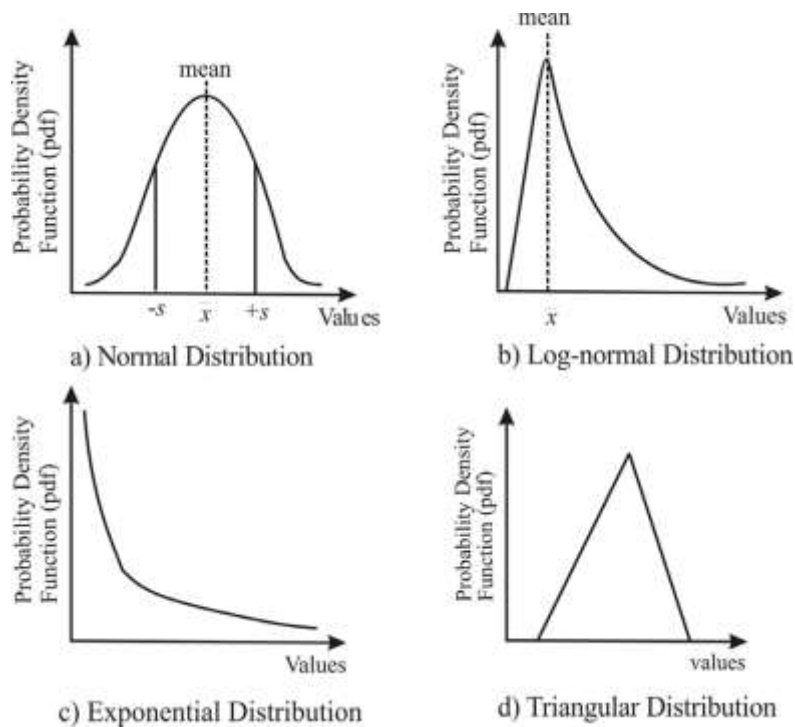 mean
Probability Density
Function (pdf)
-s x̄ +s Values
a) Normal Distribution
mean
Probability Density
Function (pdf)
x̄ Values
b) Log-normal Distribution
Probability Density
Function (pdf)
Values
c) Exponential Distribution
Probability Density
Function (pdf)
values
d) Triangular Distribution